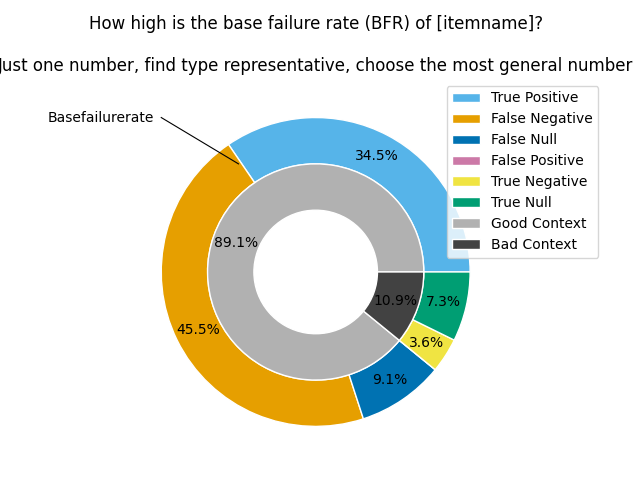 How high is the base failure rate (BFR) of [itemname]?
Just one number, find type representative, choose the most general number
Basefailurerate
34.5%
True Positive
False Negative
False Null
False Positive
True Negative
True Null
Good Context
Bad Context
89.1%
10.9%
7.3%
45.5%
3.6%
9.1%